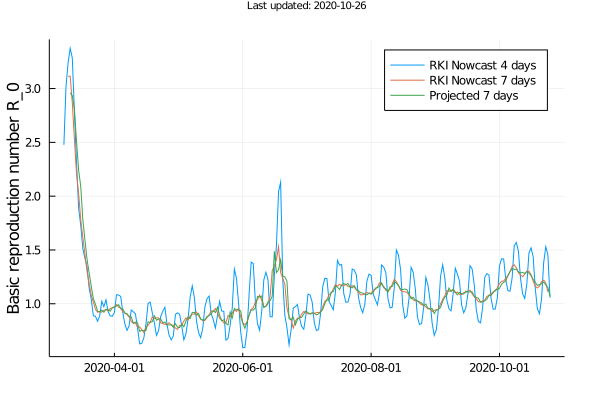 Last updated: 2020-10-26
RKI Nowcast 4 days
RKI Nowcast 7 days
Projected 7 days
Basic reproduction number R_0
3.0
2.5
2.0
1.5
1.0
2020-04-01
2020-06-01
2020-08-01
2020-10-01